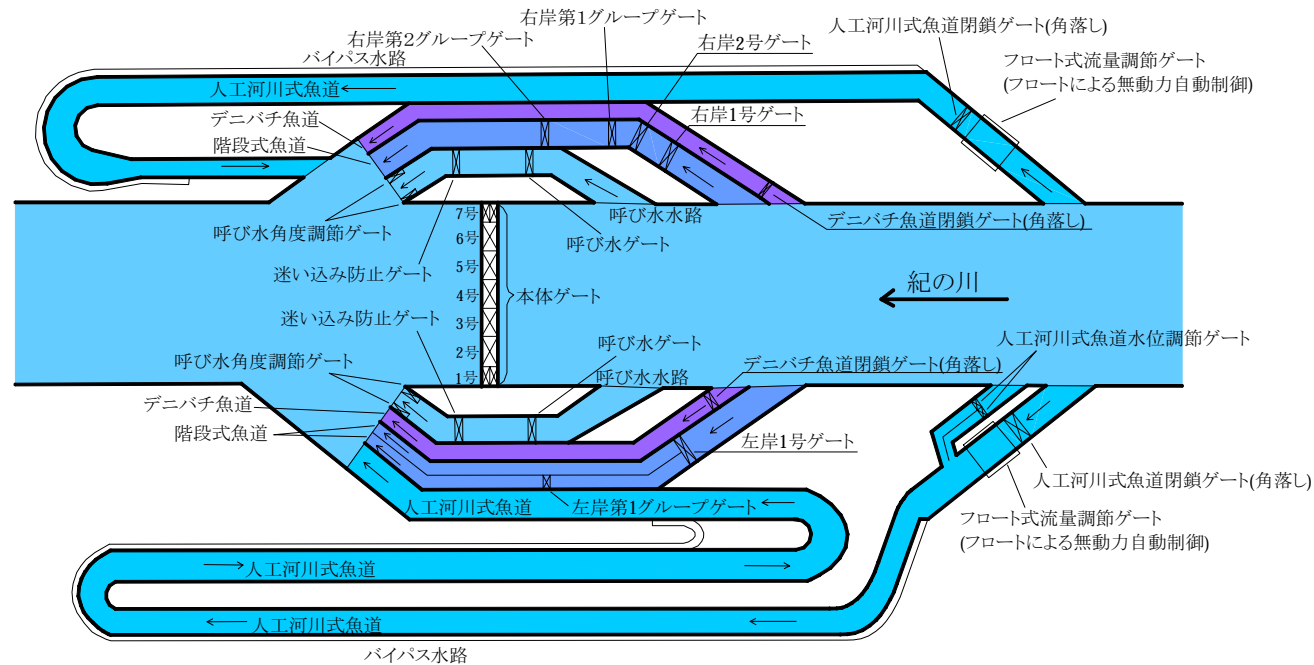 右岸第1グループゲート
人工河川式魚道閉鎖ゲート(角落し)
右岸第2グループゲート
右岸2号ゲート
バイパス水路
フロート式流量調節ゲート
(フロートによる無動力自動制御)
人工河川式魚道
右岸1号ゲート
デニバチ魚道
階段式魚道
7号
呼び水水路
デニバチ魚道閉鎖ゲート(角落し)
呼び水角度調節ゲート
6号
呼び水ゲート
迷い込み防止ゲート
5号
紀の川
4号
本体ゲート
迷い込み防止ゲート
3号
人工河川式魚道水位調節ゲート
呼び水ゲート
2号
呼び水角度調節ゲート
デニバチ魚道閉鎖ゲート(角落し)
1号
呼び水水路
デニバチ魚道
階段式魚道
左岸1号ゲート
人工河川式魚道閉鎖ゲート(角落し)
人工河川式魚道
左岸第1グループゲート
フロート式流量調節ゲート
(フロートによる無動力自動制御)
人工河川式魚道
人工河川式魚道
バイパス水路